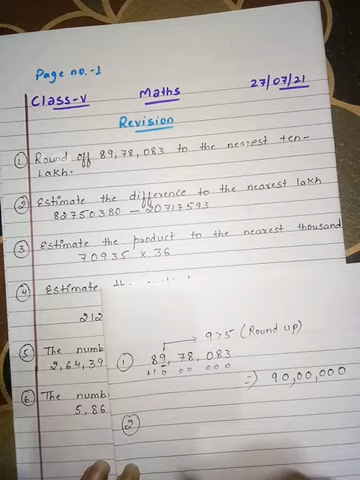 Page no. -1
Class-V Maths 27/07/21
Revision
① Round off 89,78,083 to the nearest ten-
Lakh.
② Estimate the difference to the nearest lakh
82750380 - 20717593
③ Estimate the product to the nearest thousand
70935 × 36
④ Estimate
212
⑤ The numb
2,64,39
⑥ The numb
5,86
9>5 (Round up)
① 89,78,083
+10 00 000
=) 90,00,000
②